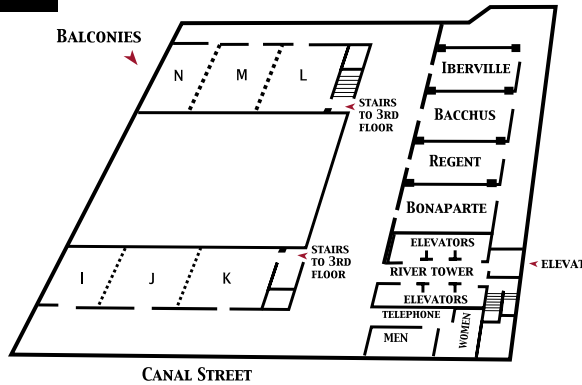 BALCONIES
N
M
L
STAIRS
TO 3RD
FLOOR
IBERVILLE
BACCHUS
REGENT
BONAPARTE
STAIRS
TO 3RD
FLOOR
I
J
K
ELEVATORS
RIVER TOWER
ELEVATORS
ELEVAT
TELEPHONE
MEN
WOMEN
CANAL STREET